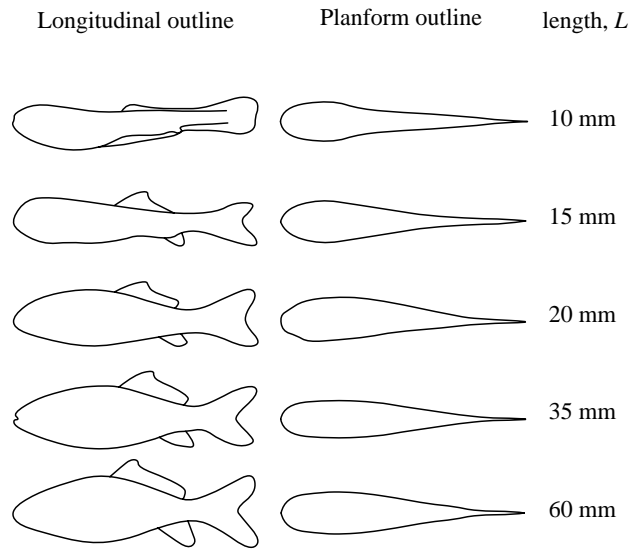 Longitudinal outline Planform outline length, L
10 mm
15 mm
20 mm
35 mm
60 mm